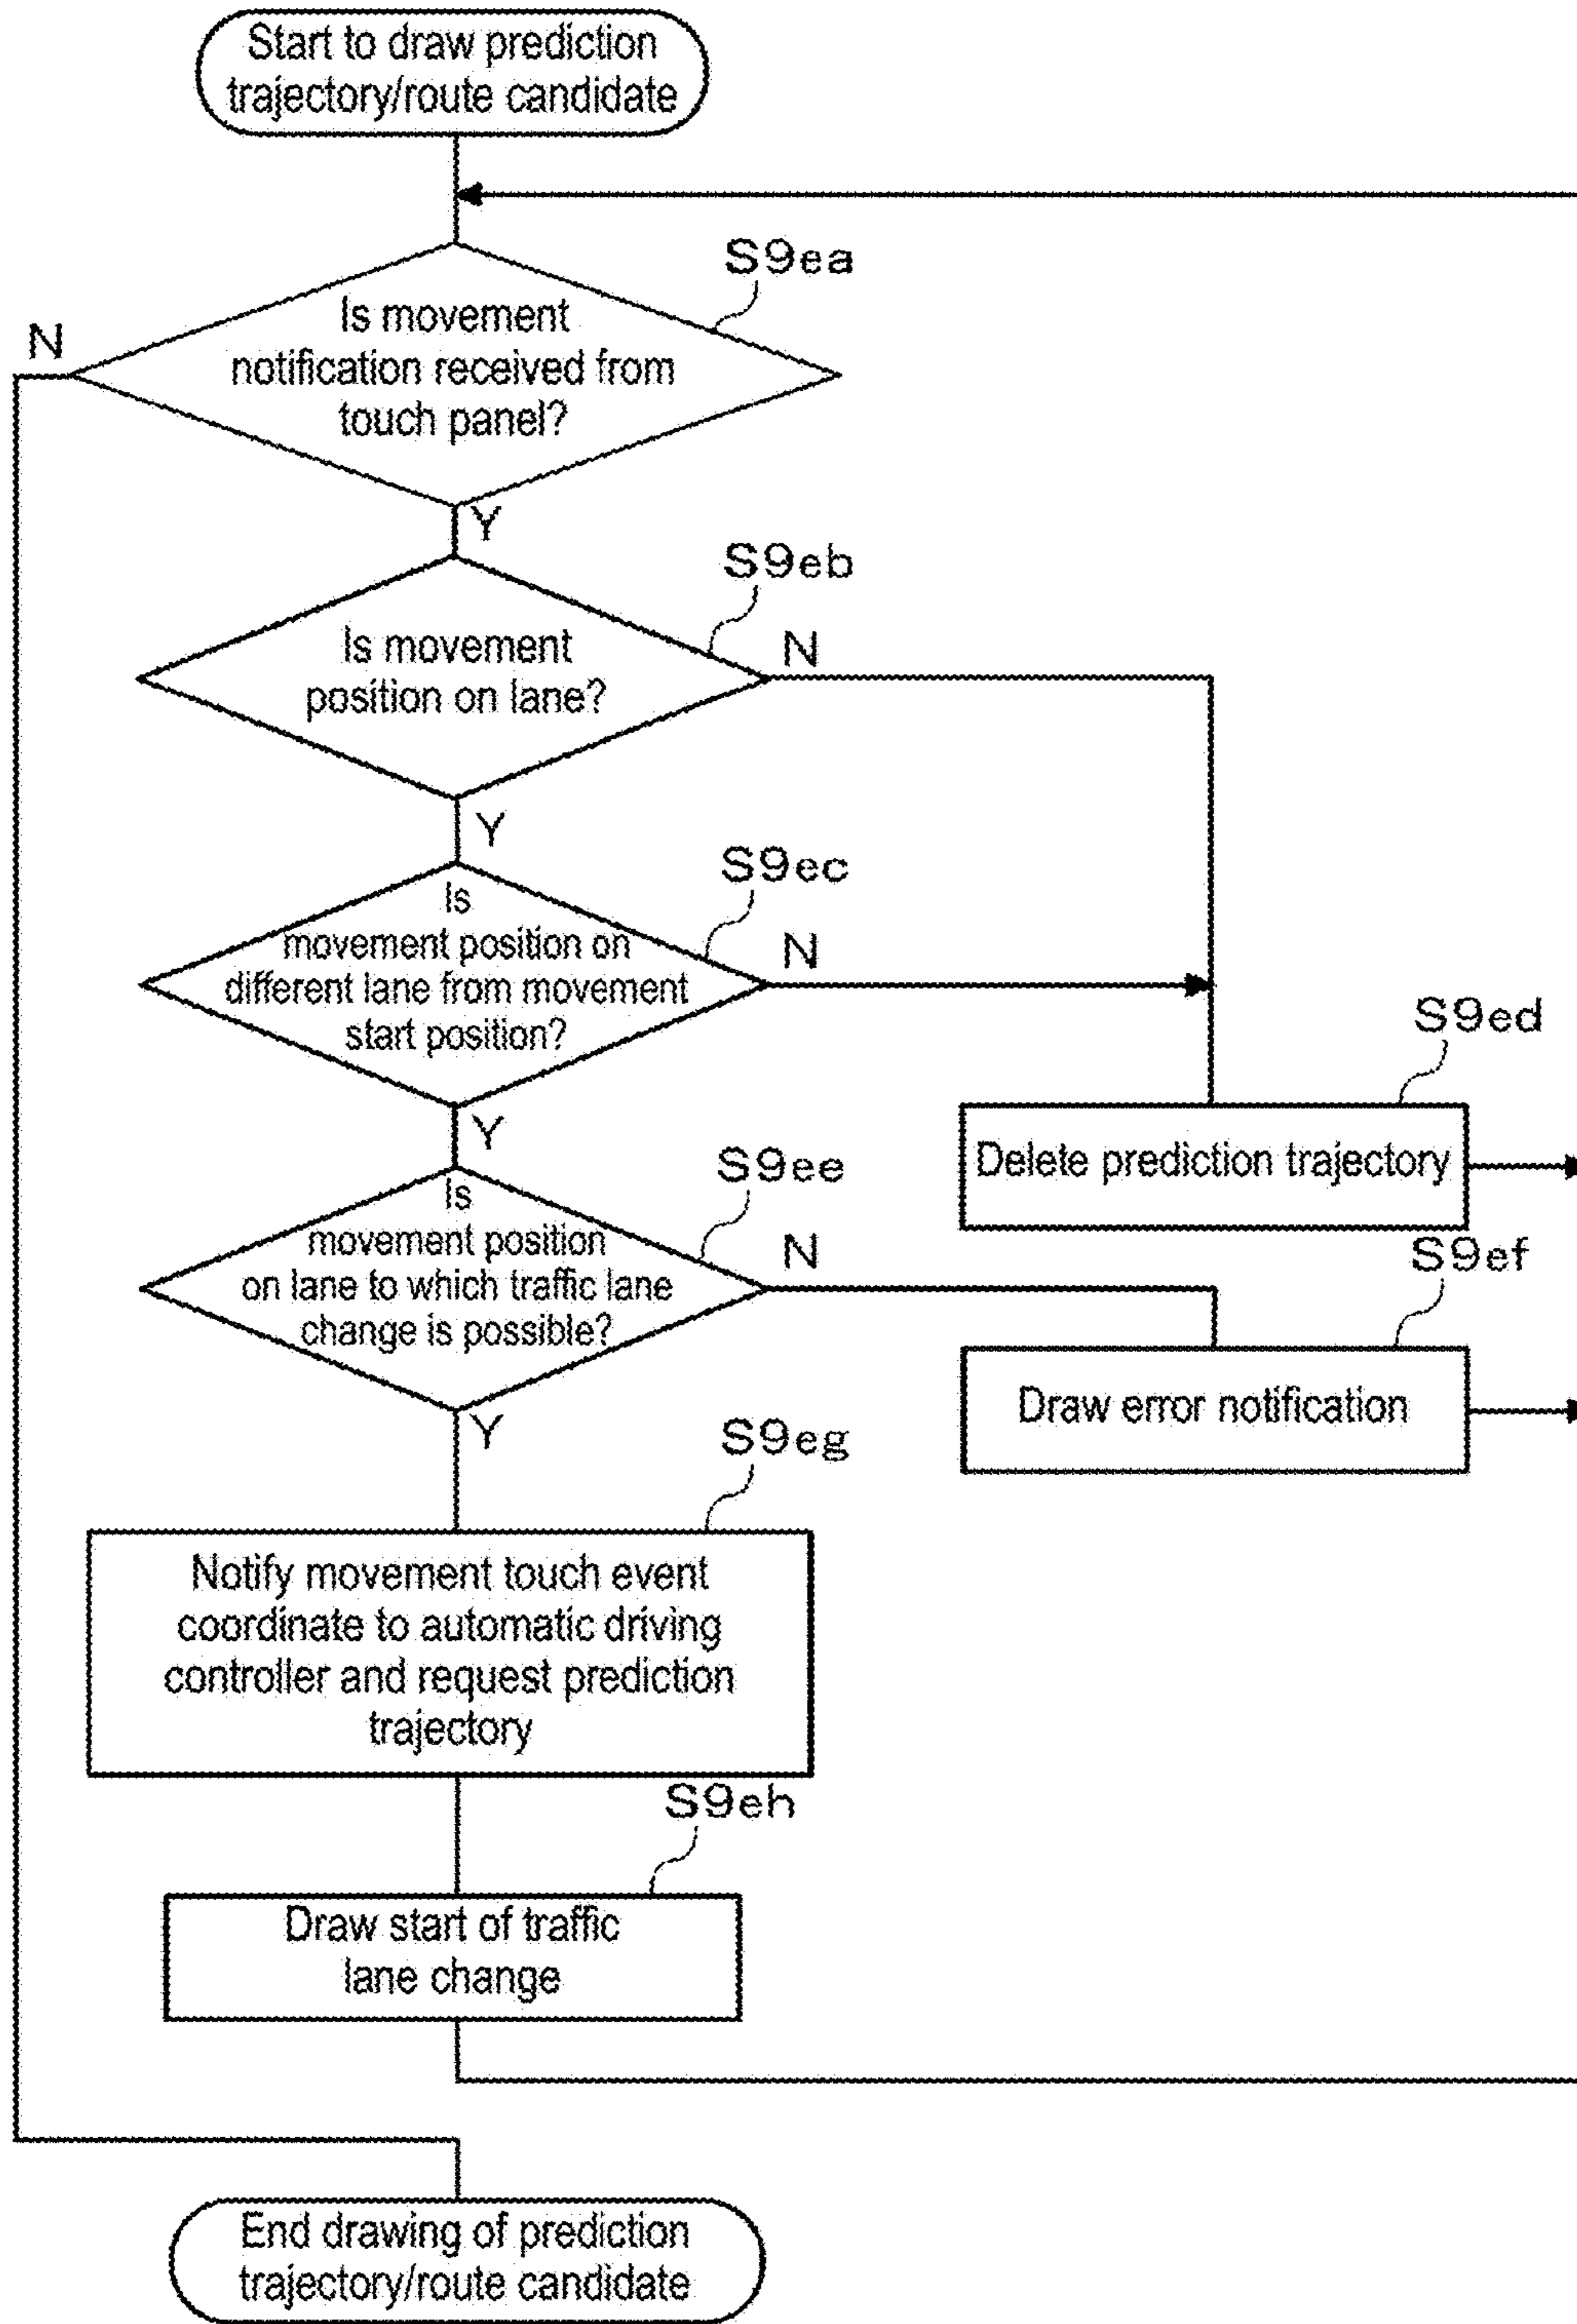 Start to draw prediction
trajectory/route candidate
S9ea
N
Is movement
notification received from
touch panel?
Y
S9eb
Is movement
position on lane?
N
Y
S9ec
Is
movement position on
different lane from movement
start position?
N
S9ed
Y
Delete prediction trajectory
S9ee
Is
movement position
on lane to which traffic lane
change is possible?
N
S9ef
Draw error notification
Y
S9eg
Notify movement touch event
coordinate to automatic driving
controller and request prediction
trajectory
S9eh
Draw start of traffic
lane change
End drawing of prediction
trajectory/route candidate